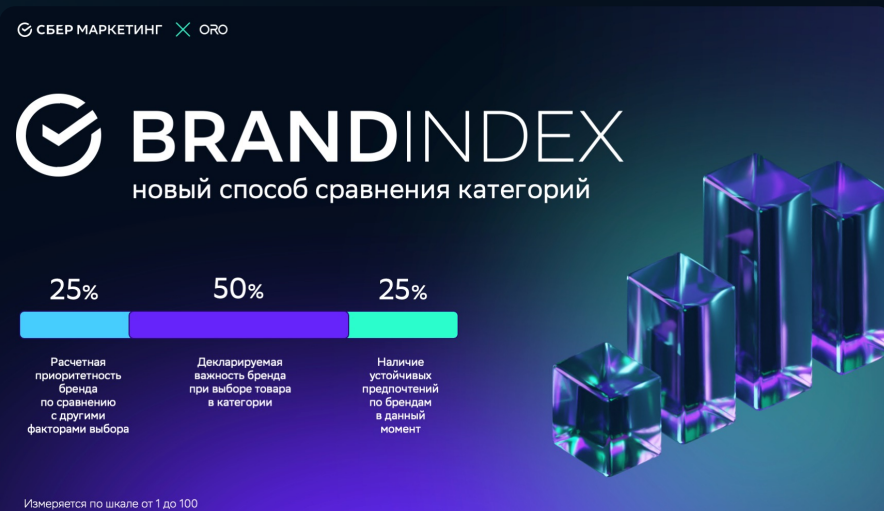 СБЕР МАРКЕТИНГ ORO
BRANDINDEX
новый способ сравнения категорий
25%
50%
25%
Расчетная
приоритетность
бренда
по сравнению
с другими
факторами выбора
Декларируемая
важность бренда
при выборе товара
в категории
Наличие
устойчивых
предпочтений
по брендам
в данный
момент
Измеряется по шкале от 1 до 100